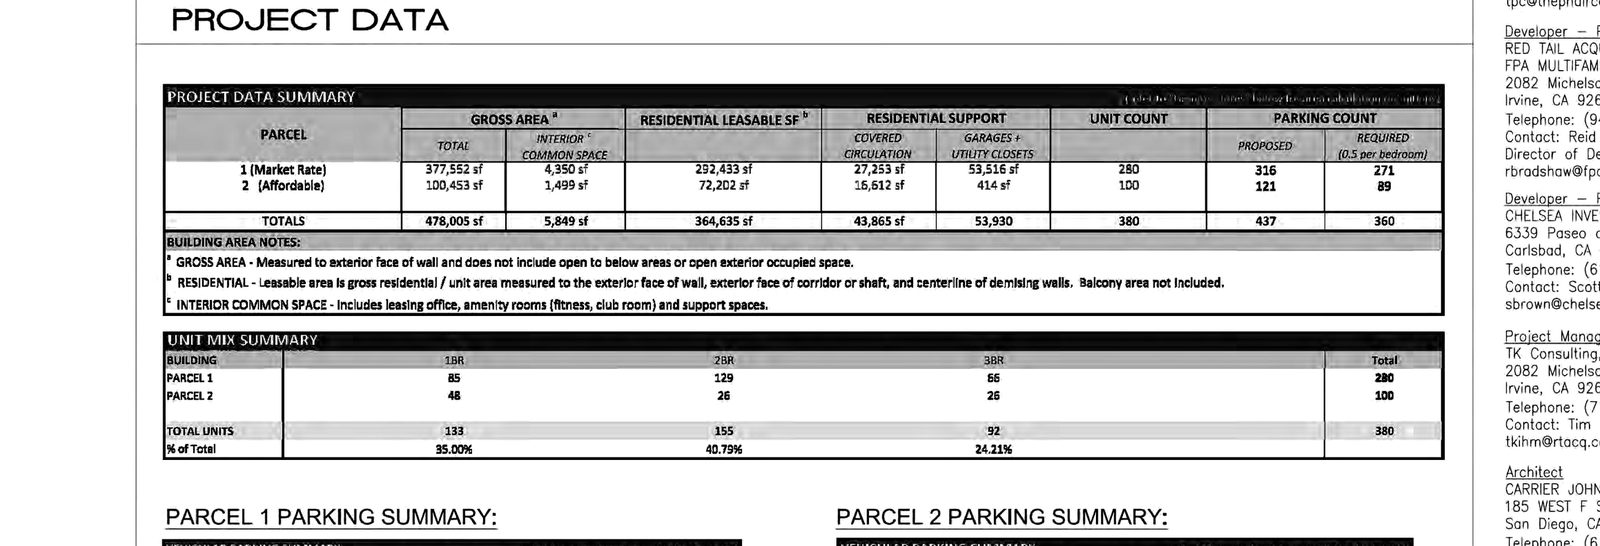 PROJECT DATA
PROJECT DATA SUMMARY
PARCEL GROSS AREA a RESIDENTIAL LEASABLE SF b RESIDENTIAL SUPPORT UNIT COUNT PARKING COUNT
TOTAL INTERIOR c COMMON SPACE COVERED CIRCULATION GARAGES + UTILITY CLOSETS PROPOSED REQUIRED (0.5 per bedroom)
1 (Market Rate) 377,552 sf 4,350 sf 292,433 sf 27,253 sf 53,516 sf 280 316 271
2 (Affordable) 100,453 sf 1,499 sf 72,202 sf 16,612 sf 414 sf 100 121 89
TOTALS 478,005 sf 5,849 sf 364,635 sf 43,865 sf 53,930 380 437 360
BUILDING AREA NOTES:
a GROSS AREA - Measured to exterior face of wall and does not include open to below areas or open exterior occupied space.
b RESIDENTIAL - Leasable area is gross residential / unit area measured to the exterior face of wall, exterior face of corridor or shaft, and centerline of demising walls. Balcony area not included.
c INTERIOR COMMON SPACE - Includes leasing office, amenity rooms (fitness, club room) and support spaces.
UNIT MIX SUMMARY
BUILDING 1BR 2BR 3BR Total
PARCEL 1 85 129 66 280
PARCEL 2 48 26 26 100
TOTAL UNITS 133 155 92 380
% of Total 35.00% 40.79% 24.21%
PARCEL 1 PARKING SUMMARY:
PARCEL 2 PARKING SUMMARY:
Developer –
RED TAIL ACQ
FPA MULTIFAM
2082 Michelso
Irvine, CA 926
Telephone: (9
Contact: Reid
Director of De
rbradshaw@fp
Developer –
CHELSEA INVE
6339 Paseo
Carlsbad, CA
Telephone: (6
Contact: Scott
sbrown@chels
Project Manag
TK Consulting,
2082 Michelso
Irvine, CA 926
Telephone: (7
Contact: Tim
tkihm@rtacq.c
Architect
CARRIER JOHN
185 WEST F S
San Diego, CA
Telephone: (6